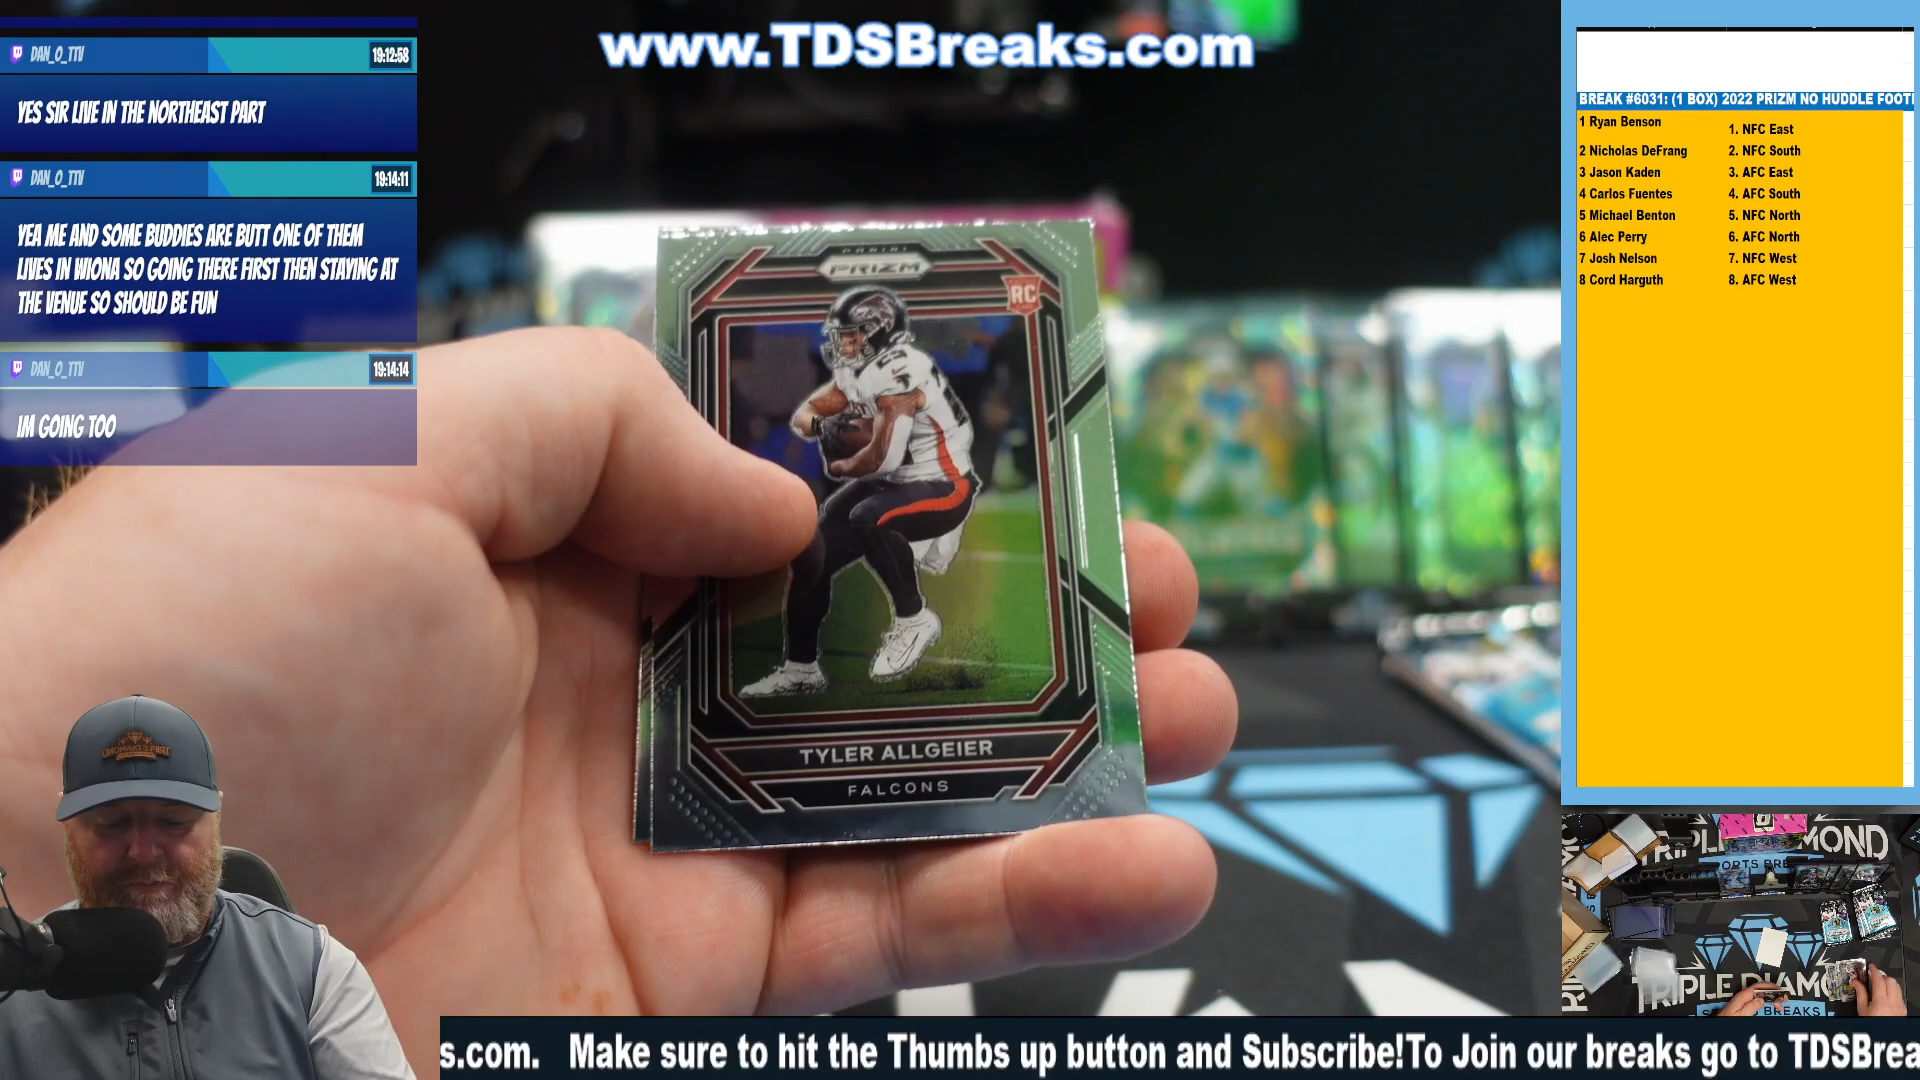 www.TDSBreaks.com
DAN_O_TTV
19:12:58
YES SIR LIVE IN THE NORTHEAST PART
DAN_O_TTV
19:14:11
YEA ME AND SOME BUDDIES ARE BUTT ONE OF THEM
LIVES IN WIONA SO GOING THERE FIRST THEN STAYING AT
THE VENUE SO SHOULD BE FUN
DAN_O_TTV
19:14:14
IM GOING TOO
PANINI
PRIZM
RC
TYLER ALLGEIER
FALCONS
BREAK #6031: (1 BOX) 2022 PRIZM NO HUDDLE FOOT
1 Ryan Benson 1. NFC East
2 Nicholas DeFrang 2. NFC South
3 Jason Kaden 3. AFC East
4 Carlos Fuentes 4. AFC South
5 Michael Benton 5. NFC North
6 Alec Perry 6. AFC North
7 Josh Nelson 7. NFC West
8 Cord Harguth 8. AFC West
TRIPLE DIAMOND
TRIPLE DIAMOND
BREAKS
s.com. Make sure to hit the Thumbs up button and Subscribe!To Join our breaks go to TDSBrea